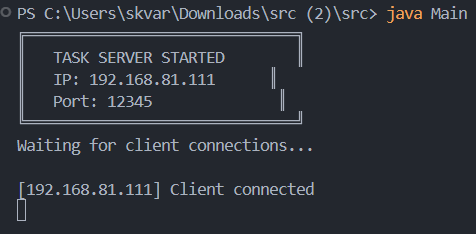 PS C:\Users\skvar\Downloads\src (2)\src> java Main
╔══════════════════════════╗
║  TASK SERVER STARTED     ║
║  IP: 192.168.81.111    ║
║  Port: 12345            ║
╚══════════════════════════╝
Waiting for client connections...
[192.168.81.111] Client connected